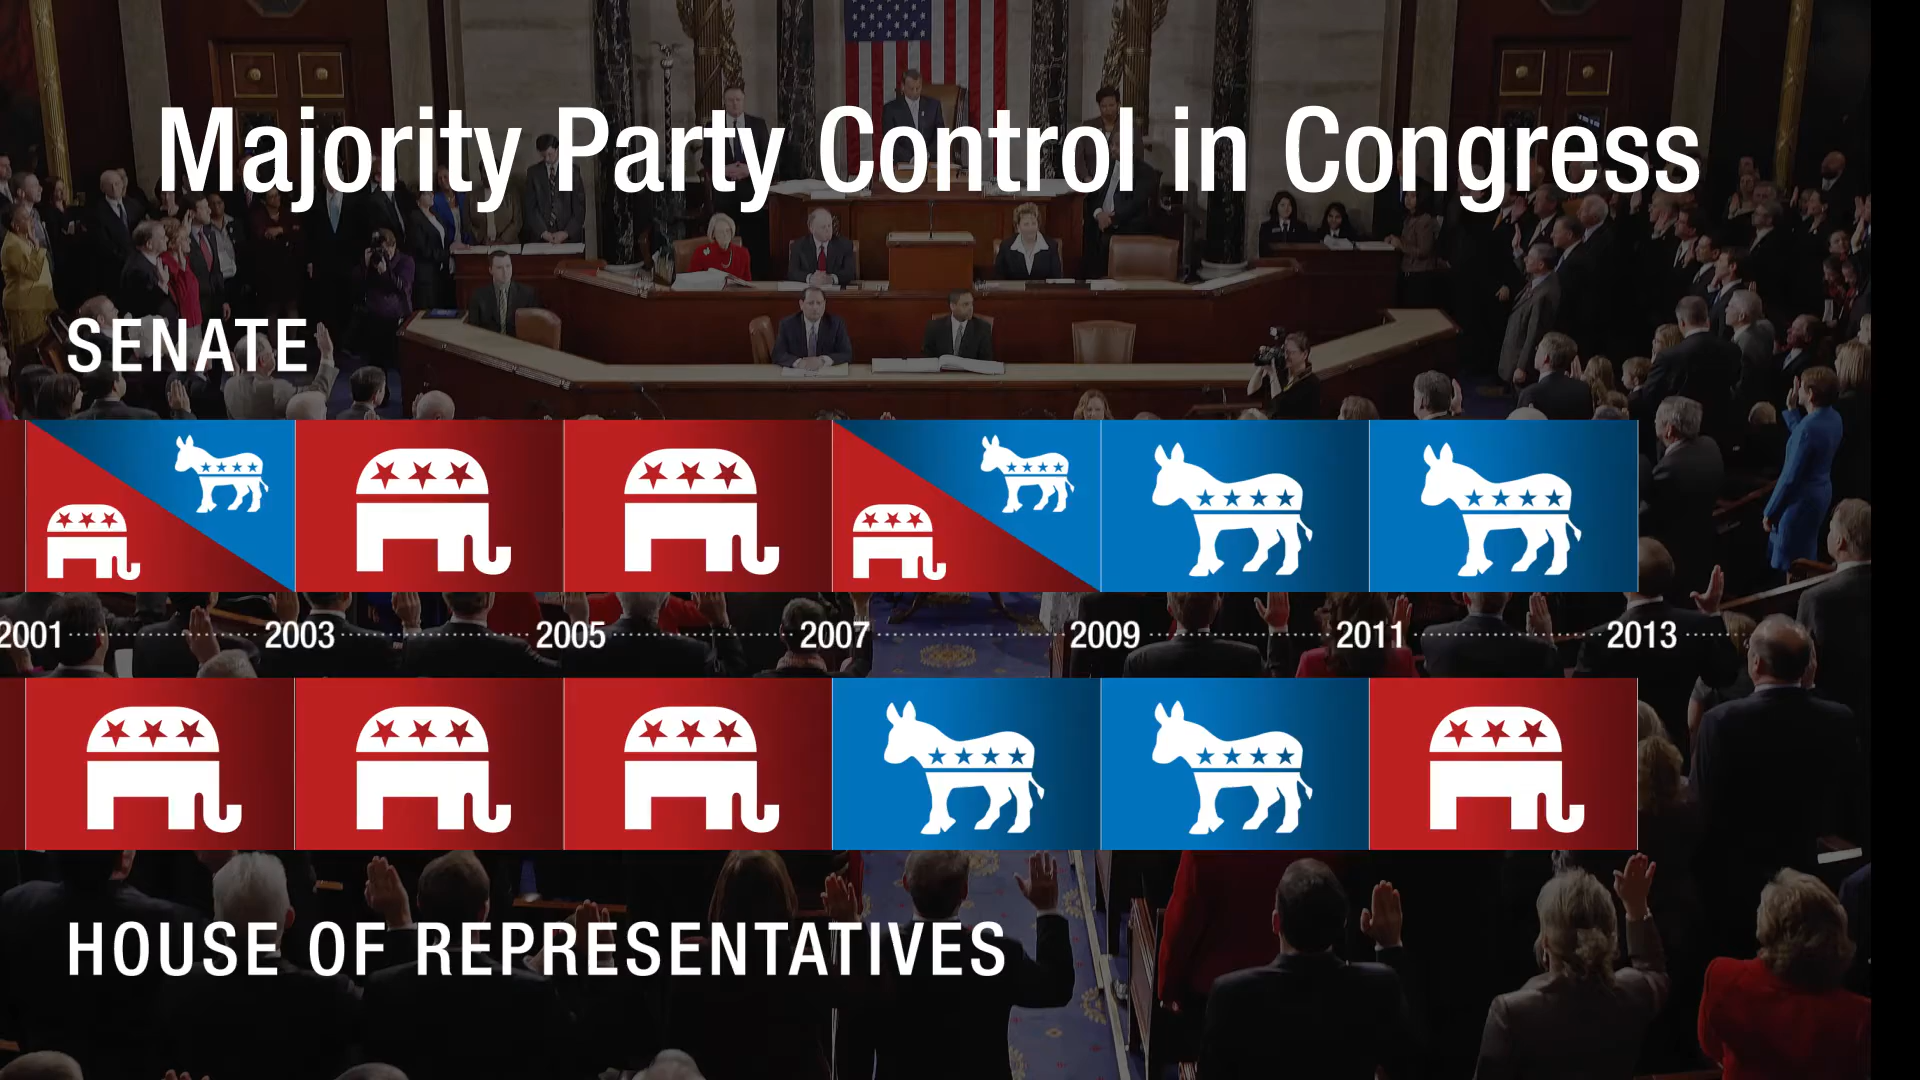 Majority Party Control in Congress
SENATE
2001 2003 2005 2007 2009 2011 2013
HOUSE OF REPRESENTATIVES